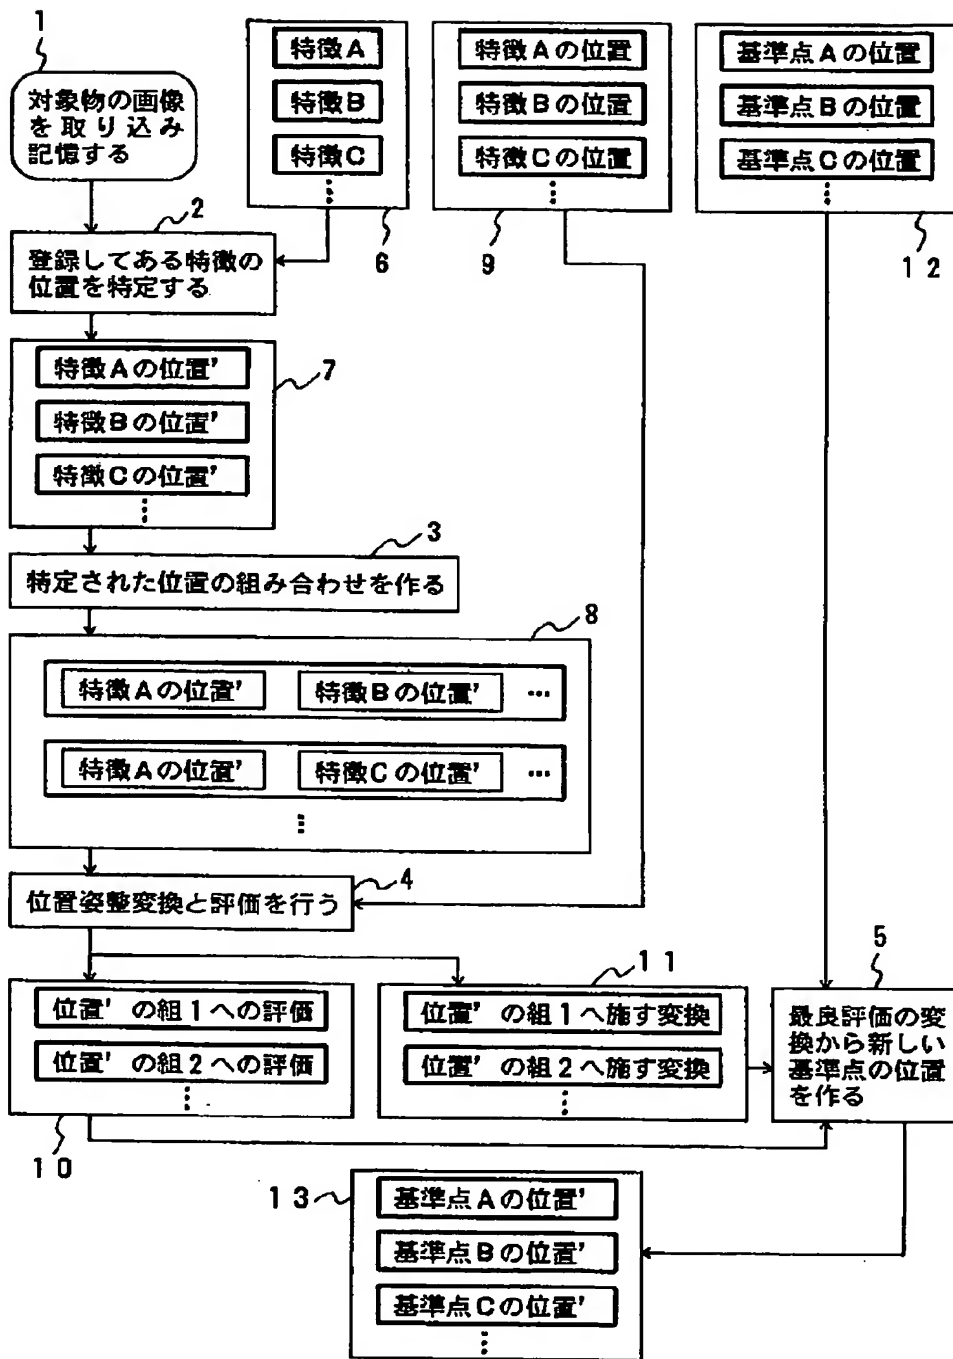 1
対象物の画像
を取り込み
記憶する
特徴A
特徴B
特徴C
6
特徴Aの位置
特徴Bの位置
特徴Cの位置
9
基準点Aの位置
基準点Bの位置
基準点Cの位置
12
2
登録してある特徴の
位置を特定する
特徴Aの位置'
特徴Bの位置'
特徴Cの位置'
7
3
特定された位置の組み合わせを作る
8
特徴Aの位置' 特徴Bの位置' …
特徴Aの位置' 特徴Cの位置' …
4
位置姿整変換と評価を行う
位置'の組1への評価
位置'の組2への評価
10
11
位置'の組1へ施す変換
位置'の組2へ施す変換
5
最良評価の変
換から新しい
基準点の位置
を作る
13
基準点Aの位置'
基準点Bの位置'
基準点Cの位置'